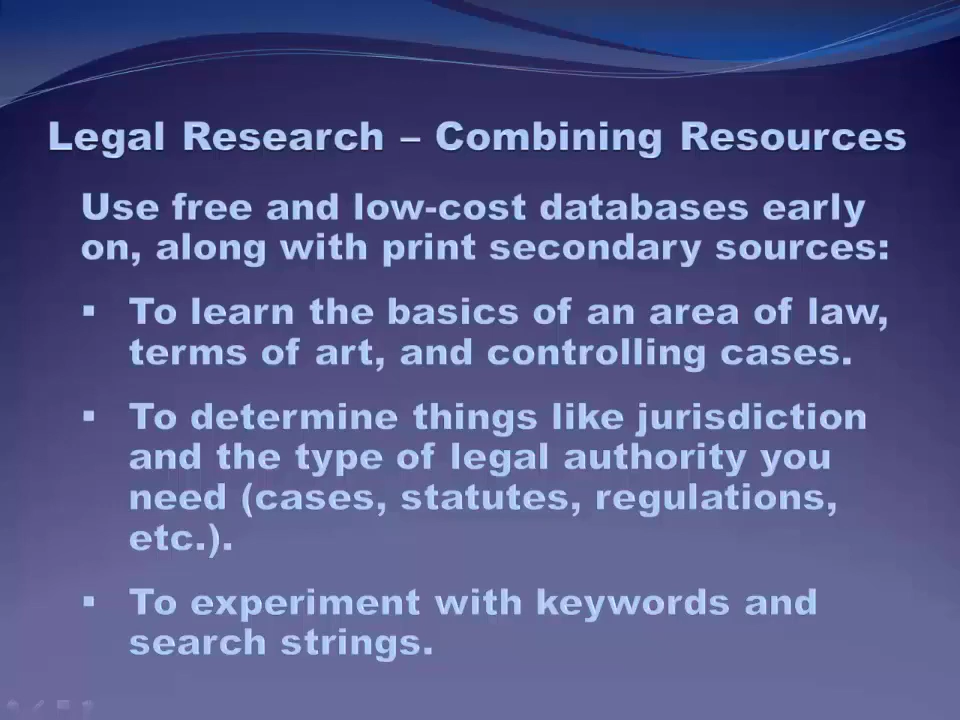 Legal Research – Combining Resources
Use free and low-cost databases early
on, along with print secondary sources:
▪ To learn the basics of an area of law,
terms of art, and controlling cases.
▪ To determine things like jurisdiction
and the type of legal authority you
need (cases, statutes, regulations,
etc.).
▪ To experiment with keywords and
search strings.